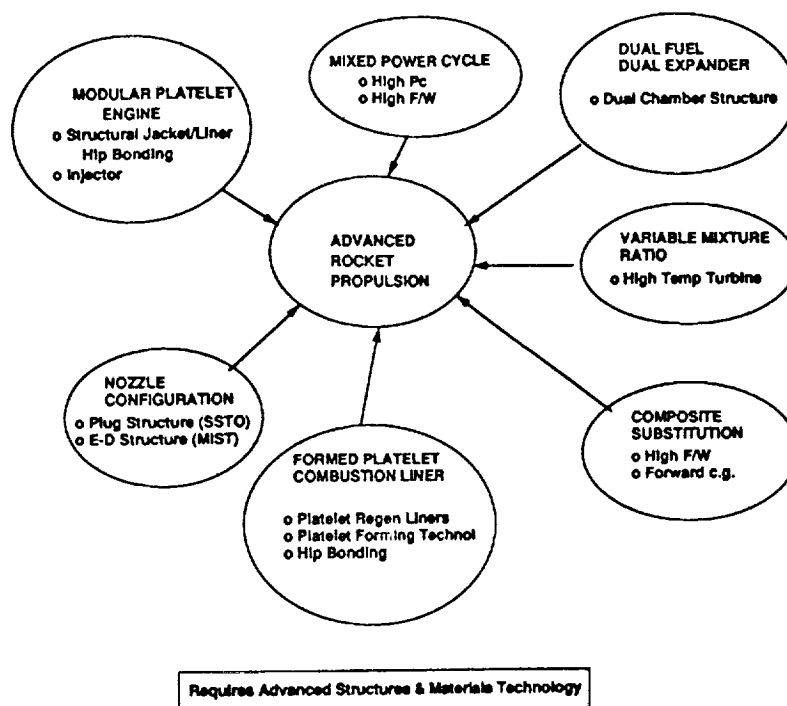 MIXED POWER CYCLE
o High Pc
o High F/W
DUAL FUEL
DUAL EXPANDER
o Dual Chamber Structure
MODULAR PLATELET
ENGINE
o Structural Jacket/Liner
Hip Bonding
o Injector
ADVANCED
ROCKET
PROPULSION
VARIABLE MIXTURE
RATIO
o High Temp Turbine
NOZZLE
CONFIGURATION
o Plug Structure (SSTO)
o E-D Structure (MIST)
FORMED PLATELET
COMBUSTION LINER
o Platelet Regen Liners
o Platelet Forming Technol
o Hip Bonding
COMPOSITE
SUBSTITUTION
o High F/W
o Forward c.g.
Requires Advanced Structures & Materials Technology